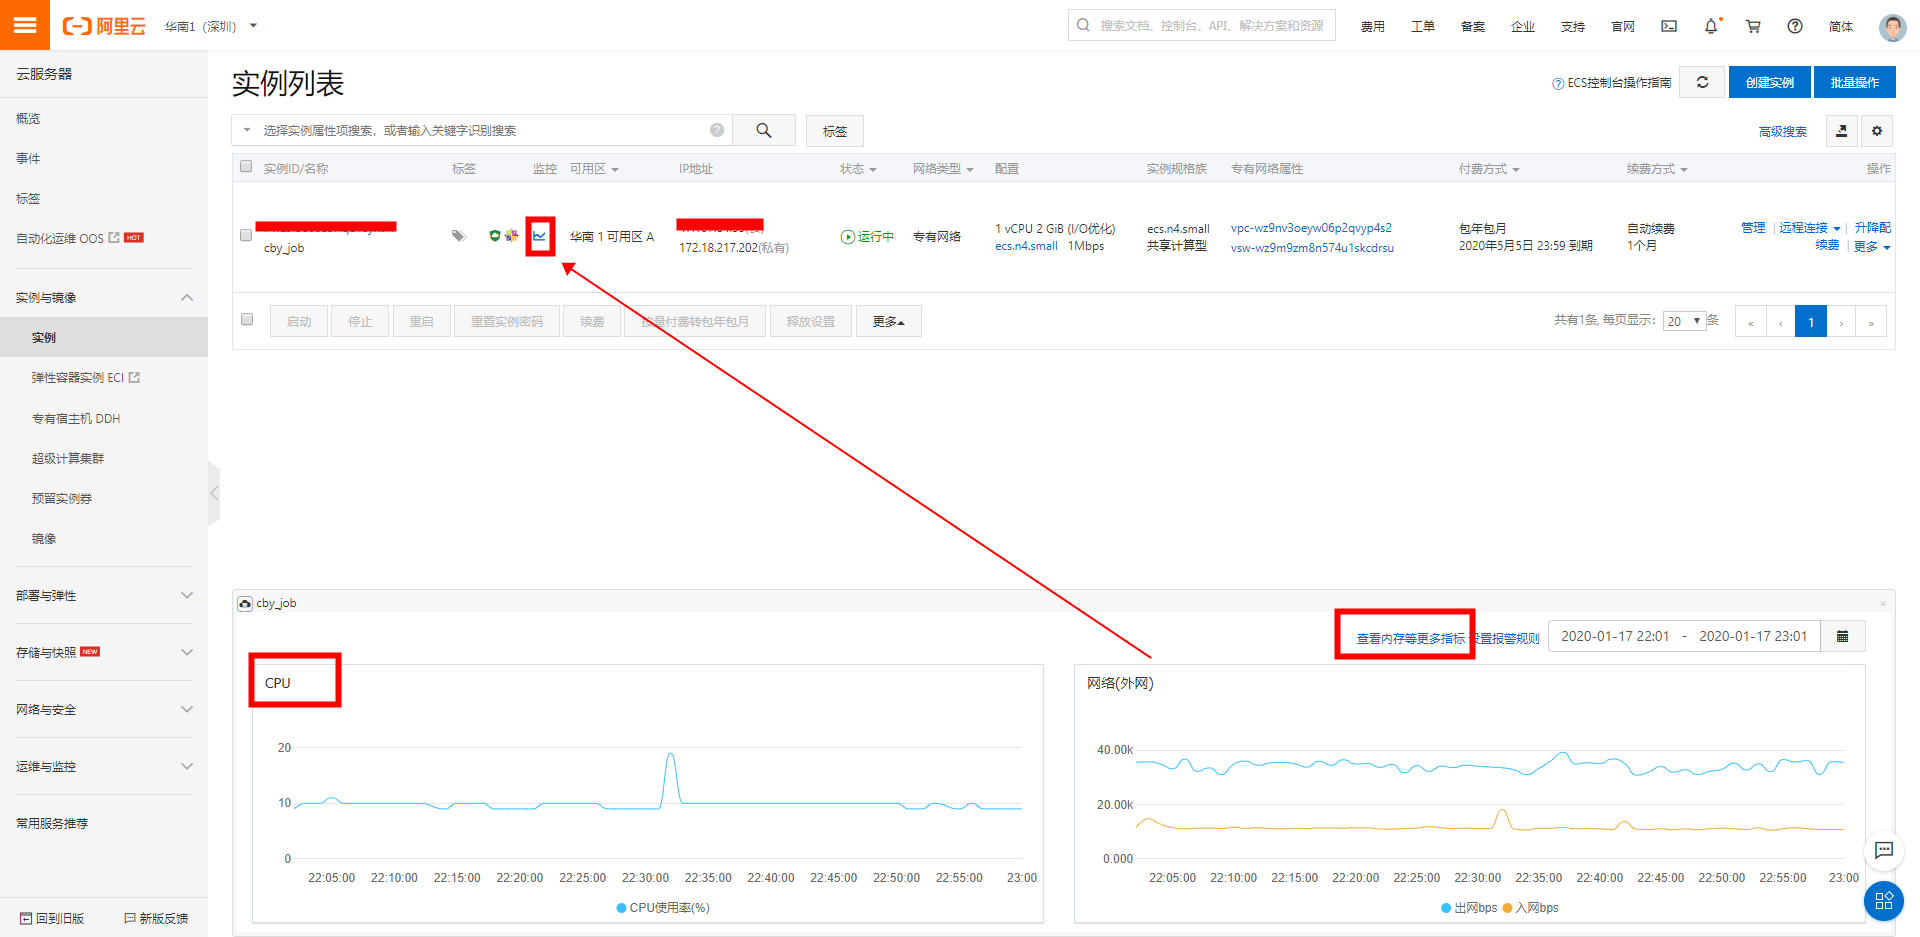 阿里云 华南1（深圳）
搜索文档、控制台、API、解决方案和资源
费用 工单 备案 企业 支持 官网 简体
云服务器
概览
事件
标签
自动化运维 OOS HOT
实例与镜像
实例
弹性容器实例 ECI
专有宿主机 DDH
超级计算集群
预留实例券
镜像
部署与弹性
存储与快照 NEW
网络与安全
运维与监控
常用服务推荐
回到旧版 新版反馈
实例列表
ECS控制台操作指南 创建实例 批量操作
选择实例属性项搜索，或者输入关键字识别搜索 标签 高级搜索
实例ID/名称 标签 监控 可用区 IP地址 状态 网络类型 配置 实例规格族 专有网络属性 付费方式 续费方式 操作
cby_job
华南 1 可用区 A
172.18.217.202(私有)
运行中
专有网络
1 vCPU 2 GiB (I/O优化)
ecs.n4.small 1Mbps
ecs.n4.small
共享计算型
vpc-wz9nv3oeyw06p2qvyp4s2
vsw-wz9m9zm8n574u1skcdrsu
包年包月
2020年5月5日 23:59 到期
自动续费
1个月
管理 | 远程连接 | 升降配
续费 | 更多
启动 停止 重启 重置实例密码 续费 按量付费转包年包月 释放设置 更多
共有1条, 每页显示: 20 条 « ‹ 1 › »
cby_job ×
查看内存等更多指标 设置报警规则 2020-01-17 22:01 - 2020-01-17 23:01
CPU
20
10
0
22:05:00 22:10:00 22:15:00 22:20:00 22:25:00 22:30:00 22:35:00 22:40:00 22:45:00 22:50:00 22:55:00 23:00
CPU使用率(%)
网络(外网)
40.00k
20.00k
0.000
22:05:00 22:10:00 22:15:00 22:20:00 22:25:00 22:30:00 22:35:00 22:40:00 22:45:00 22:50:00 22:55:00 23:00
出网bps 入网bps